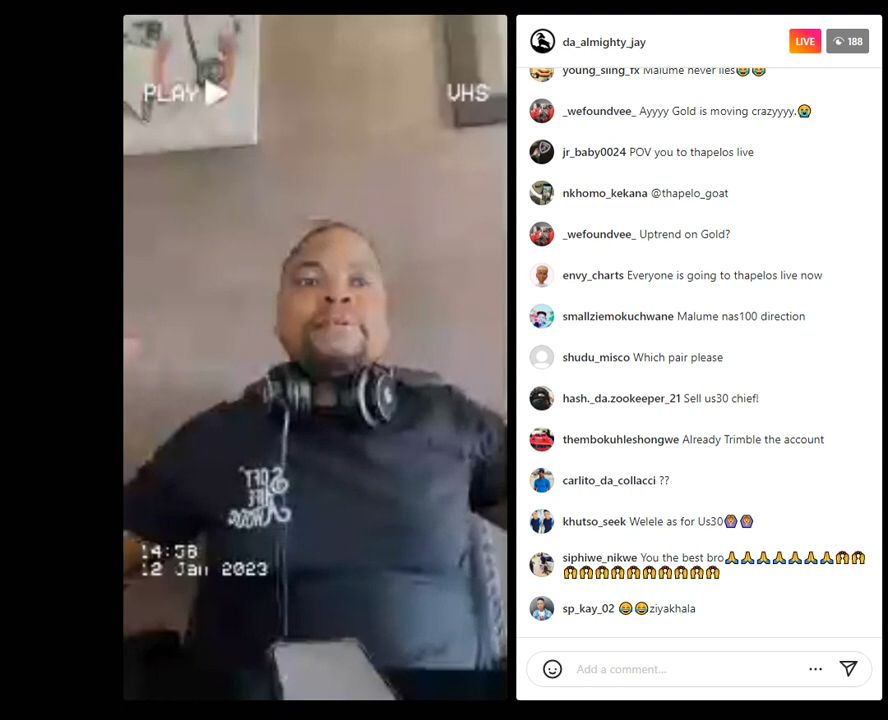 PLAY
VHS
SOFT
LIFE
14:58
12 Jan 2023
da_almighty_jay
LIVE
188
young_sling_fx Malume never lies😭😭
_wefoundvee_ Ayyyy Gold is moving crazyyyy.😭
jr_baby0024 POV you to thapelos live
nkhomo_kekana @thapelo_goat
_wefoundvee_ Uptrend on Gold?
envy_charts Everyone is going to thapelos live now
smallziemokuchwane Malume nas100 direction
shudu_misco Which pair please
hash._da.zookeeper_21 Sell us30 chief!
thembokuhleshongwe Already Trimble the account
carlito_da_collacci ??
khutso_seek Welele as for Us30🙆🙆
siphiwe_nikwe You the best bro🙏🙏🙏🙏🙏🙏🙏🙌🙌
🙌🙌🙌🙌🙌🙌🙌🙌🙌🙌
sp_kay_02 😂😂ziyakhala
Add a comment...